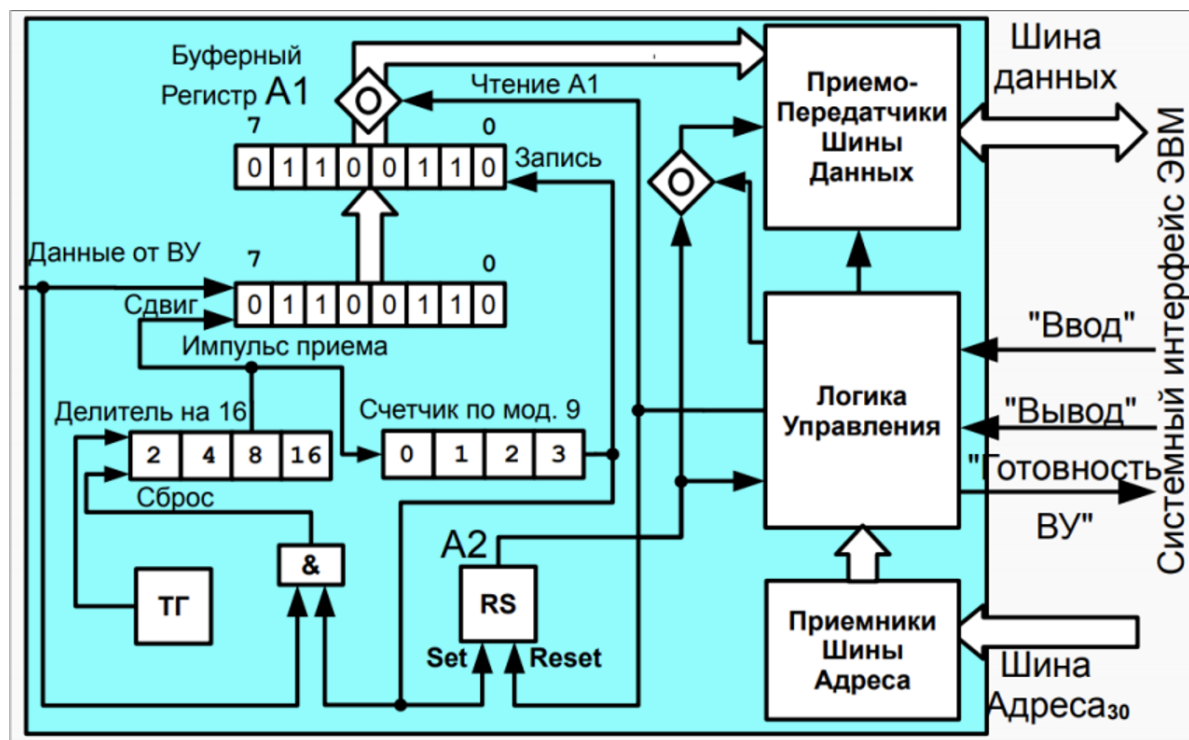 Буферный
Регистр А1
7
0
0 1 1 0 0 1 1 0
Чтение А1
Запись
Приемо-
Передатчики
Шины
Данных
Шина
данных
Данные от ВУ
7
0
0 1 1 0 0 1 1 0
Сдвиг
Импульс приема
Делитель на 16
2 4 8 16
Счетчик по мод. 9
0 1 2 3
Сброс
&
ТГ
А2
RS
Set
Reset
Логика
Управления
"Ввод"
"Вывод"
"Готовность
ВУ"
Системный интерфейс ЭВМ
Приемники
Шины
Адреса
Шина
Адреса30